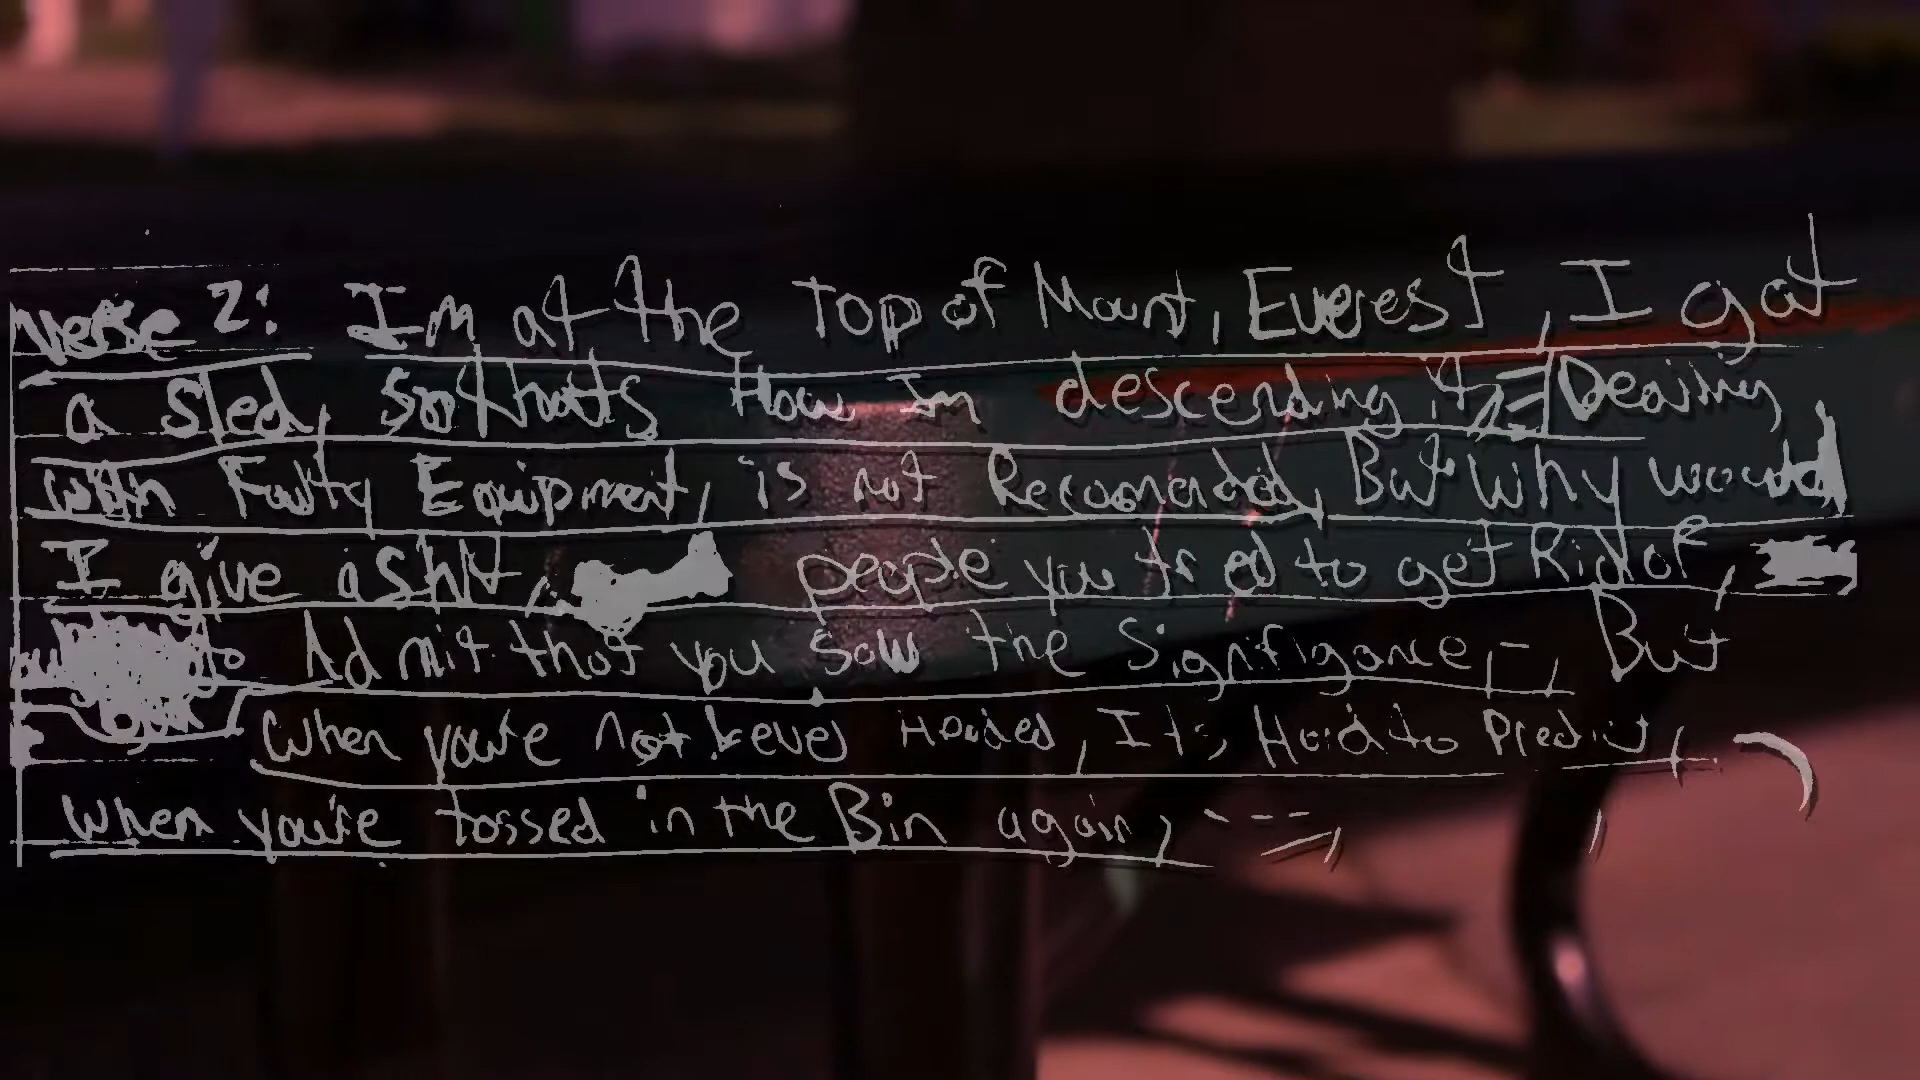 Verse 2: I'm at the Top of Mount, Everest, I got
a sled, so thats How Im descending it, Dealing
with Faulty Equipment, is not Recomended, But why would
I give a shit, people you tried to get Rid of,
to Admit that you saw the Signifigance, -, But
when you're not Level Headed, It's Hard to Predict,
when you're tossed in the Bin again, ----,